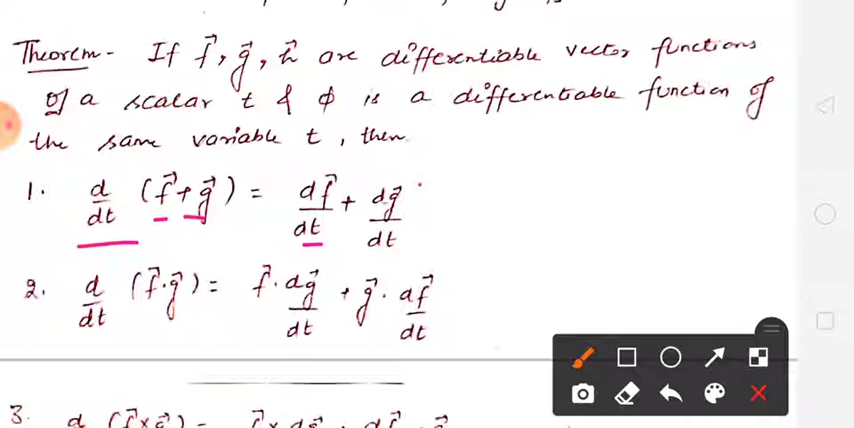 Theorem- If f⃗, g⃗, h⃗ are differentiable vector functions
of a scalar t & φ is a differentiable function of
the same variable t, then
1. d/dt (f⃗+g⃗) = df⃗/dt + dg⃗/dt
2. d/dt (f⃗·g⃗) = f⃗·dg⃗/dt + g⃗·df⃗/dt
3.